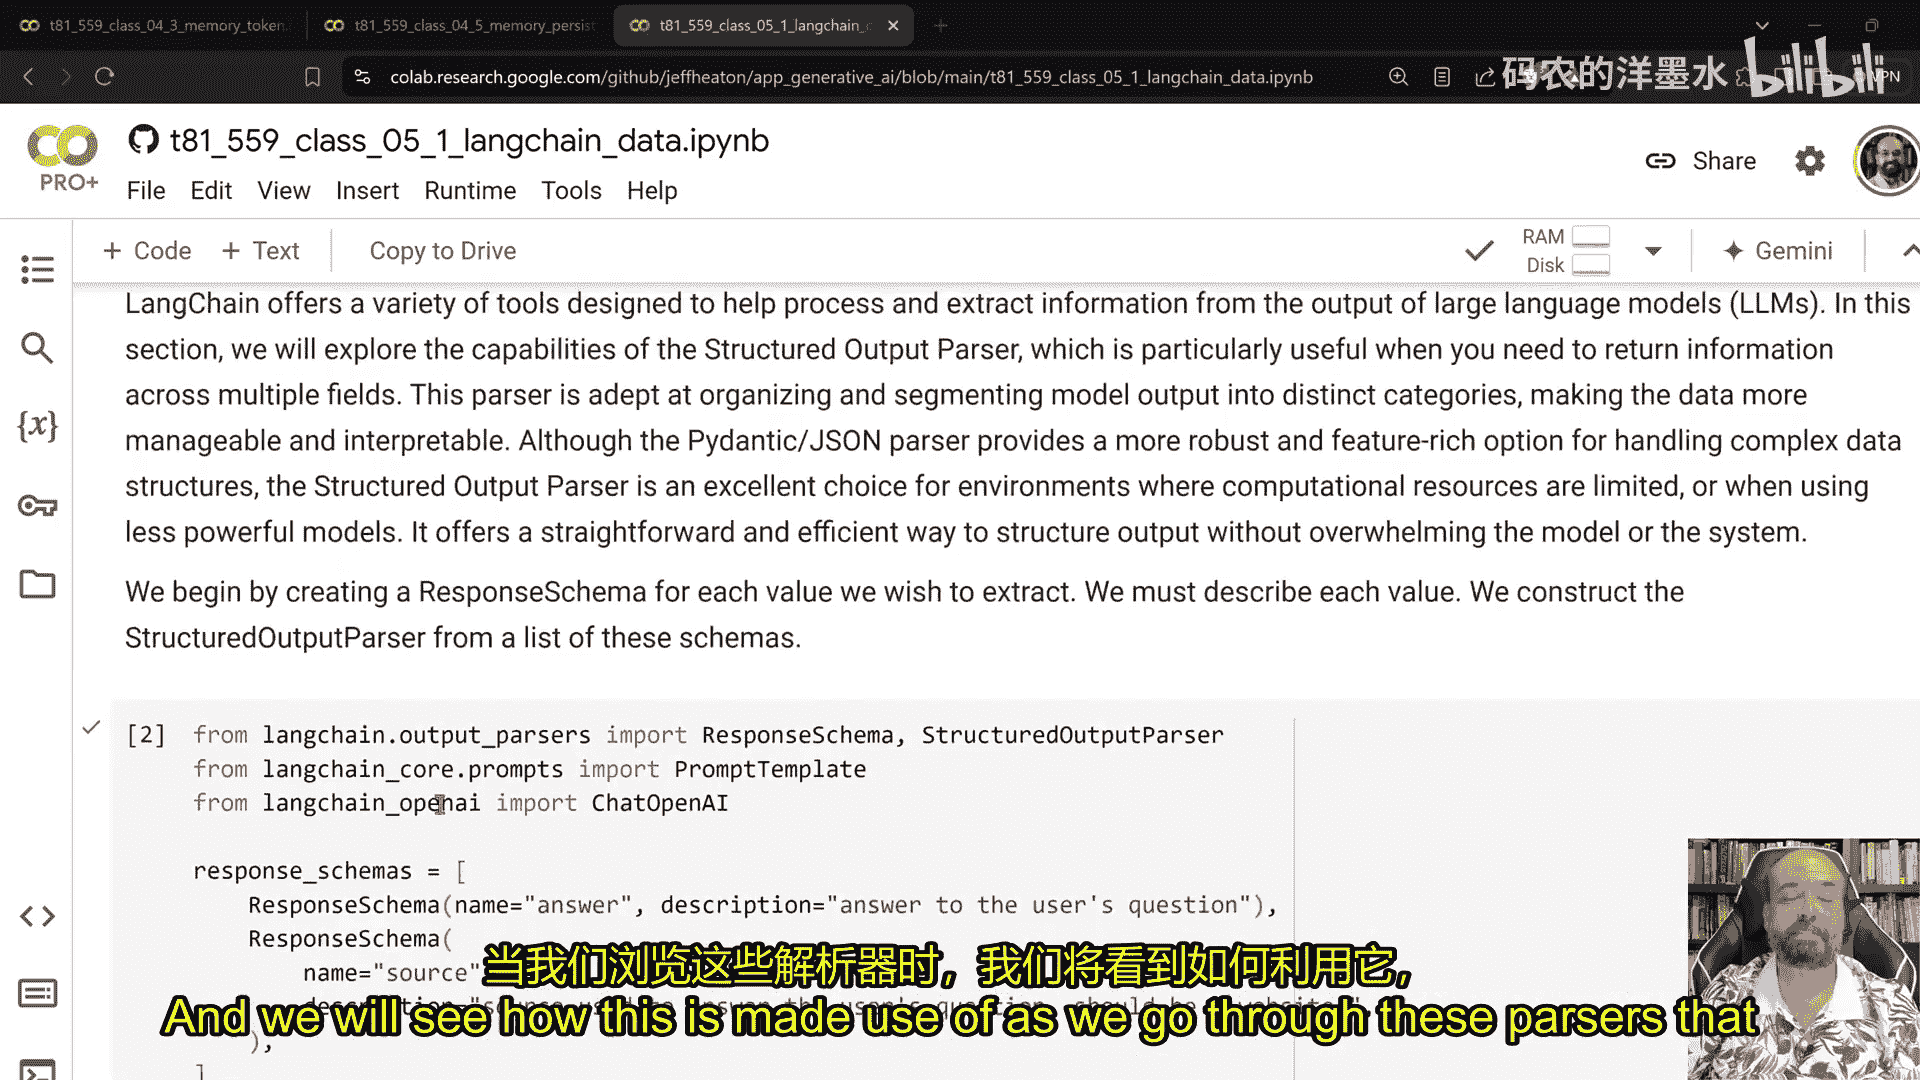 t81_559_class_04_3_memory_token.
t81_559_class_04_5_memory_persist
t81_559_class_05_1_langchain_
colab.research.google.com/github/jeffheaton/app_generative_ai/blob/main/t81_559_class_05_1_langchain_data.ipynb
码农的洋墨水
bilibili
VPN
PRO+
t81_559_class_05_1_langchain_data.ipynb
File Edit View Insert Runtime Tools Help
Share
+ Code + Text Copy to Drive
RAM
Disk
Gemini
LangChain offers a variety of tools designed to help process and extract information from the output of large language models (LLMs). In this
section, we will explore the capabilities of the Structured Output Parser, which is particularly useful when you need to return information
across multiple fields. This parser is adept at organizing and segmenting model output into distinct categories, making the data more
manageable and interpretable. Although the Pydantic/JSON parser provides a more robust and feature-rich option for handling complex data
structures, the Structured Output Parser is an excellent choice for environments where computational resources are limited, or when using
less powerful models. It offers a straightforward and efficient way to structure output without overwhelming the model or the system.
We begin by creating a ResponseSchema for each value we wish to extract. We must describe each value. We construct the
StructuredOutputParser from a list of these schemas.
[2] from langchain.output_parsers import ResponseSchema, StructuredOutputParser
from langchain_core.prompts import PromptTemplate
from langchain_openai import ChatOpenAI
response_schemas = [
ResponseSchema(name="answer", description="answer to the user's question"),
ResponseSchema(
name="source"
),
]
当我们浏览这些解析器时，我们将看到如何利用它，
And we will see how this is made use of as we go through these parsers that